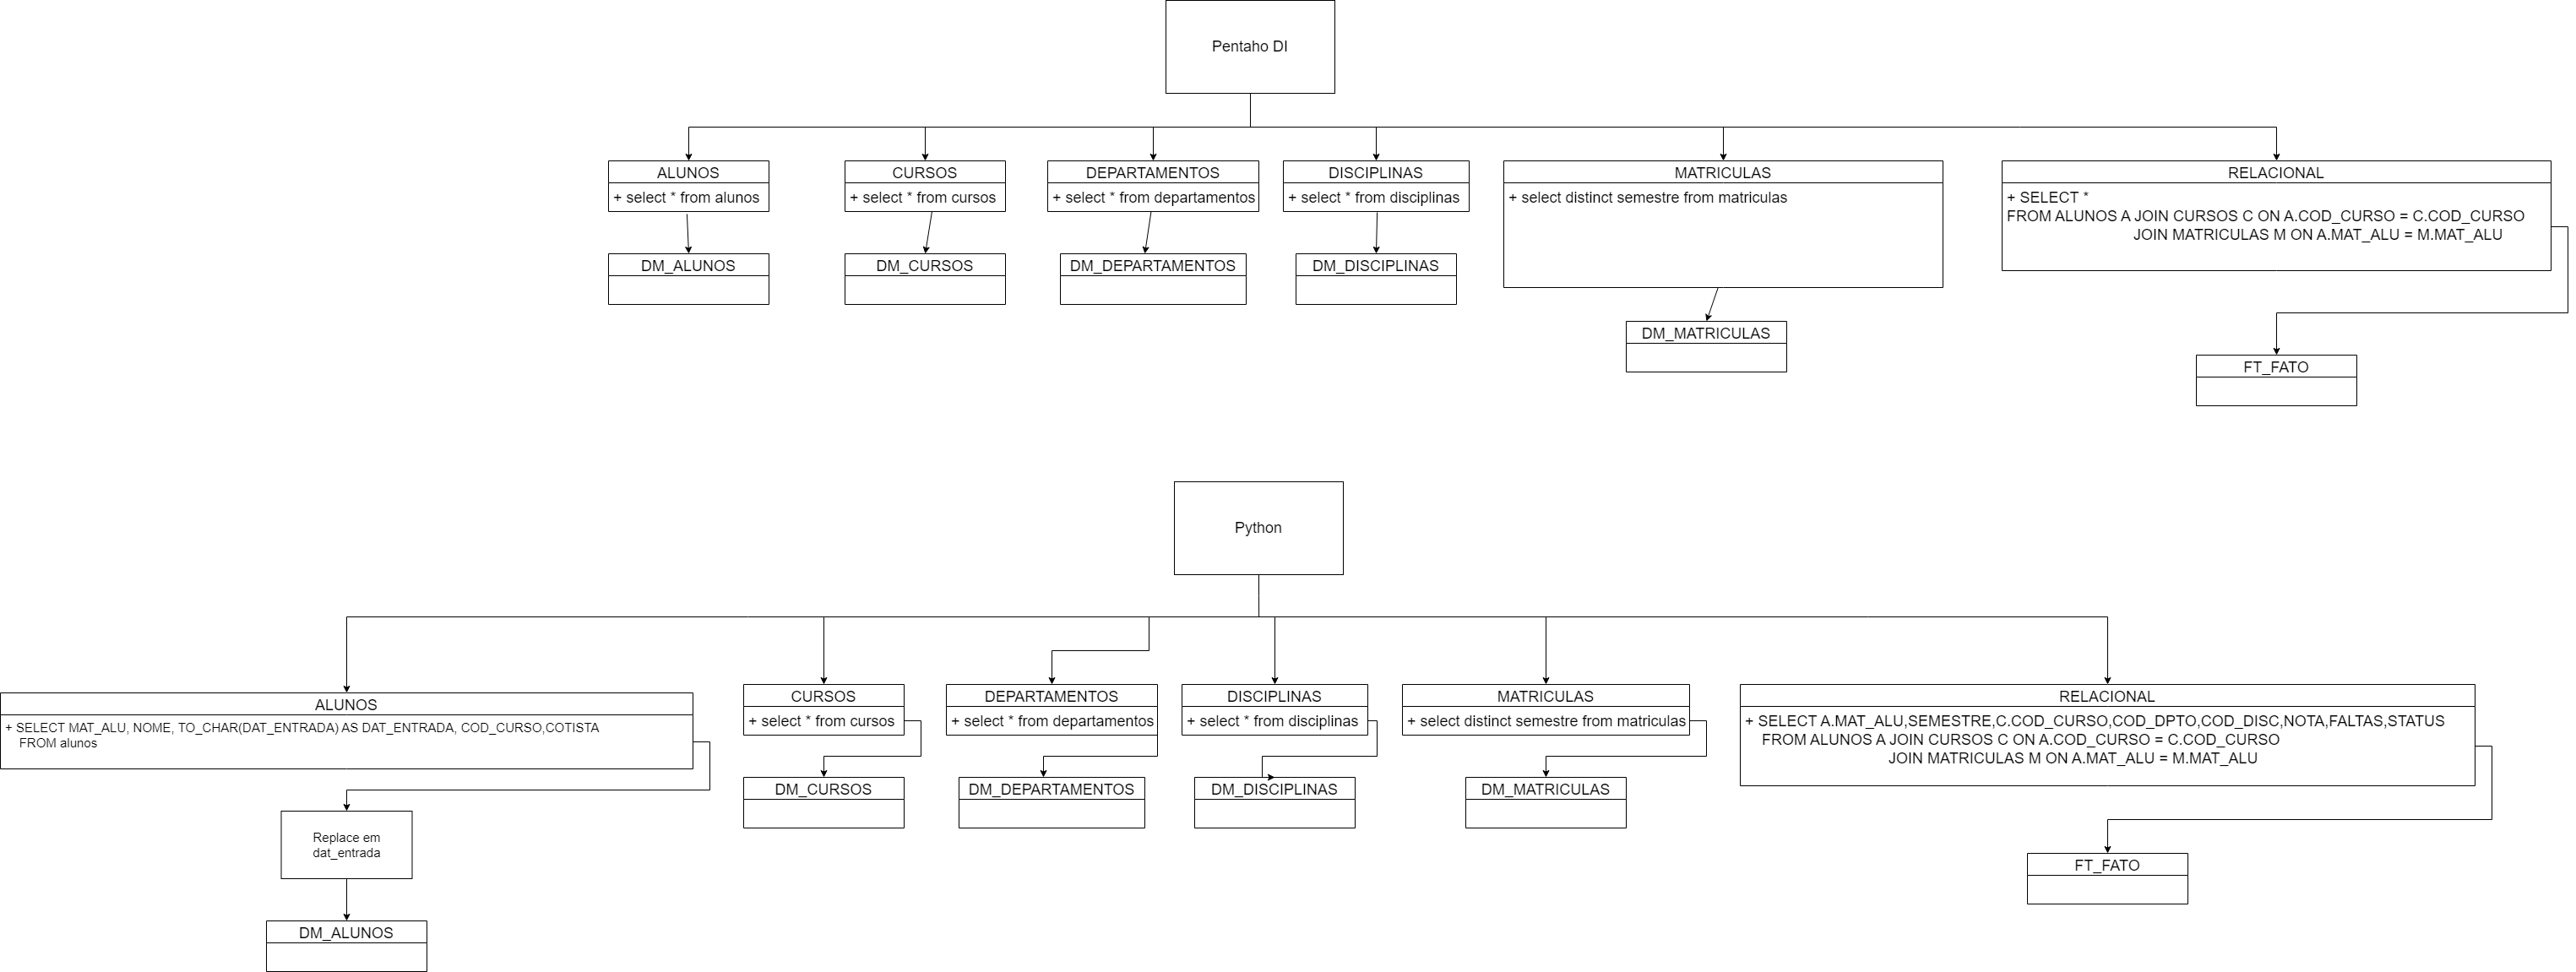 Pentaho DI
ALUNOS
+ select * from alunos
DM_ALUNOS
CURSOS
+ select * from cursos
DM_CURSOS
DEPARTAMENTOS
+ select * from departamentos
DM_DEPARTAMENTOS
DISCIPLINAS
+ select * from disciplinas
DM_DISCIPLINAS
MATRICULAS
+ select distinct semestre from matriculas
DM_MATRICULAS
RELACIONAL
+ SELECT *
FROM ALUNOS A JOIN CURSOS C ON A.COD_CURSO = C.COD_CURSO
JOIN MATRICULAS M ON A.MAT_ALU = M.MAT_ALU
FT_FATO
Python
ALUNOS
+ SELECT MAT_ALU, NOME, TO_CHAR(DAT_ENTRADA) AS DAT_ENTRADA, COD_CURSO,COTISTA
FROM alunos
Replace em
dat_entrada
DM_ALUNOS
CURSOS
+ select * from cursos
DM_CURSOS
DEPARTAMENTOS
+ select * from departamentos
DM_DEPARTAMENTOS
DISCIPLINAS
+ select * from disciplinas
DM_DISCIPLINAS
MATRICULAS
+ select distinct semestre from matriculas
DM_MATRICULAS
RELACIONAL
+ SELECT A.MAT_ALU,SEMESTRE,C.COD_CURSO,COD_DPTO,COD_DISC,NOTA,FALTAS,STATUS
FROM ALUNOS A JOIN CURSOS C ON A.COD_CURSO = C.COD_CURSO
JOIN MATRICULAS M ON A.MAT_ALU = M.MAT_ALU
FT_FATO